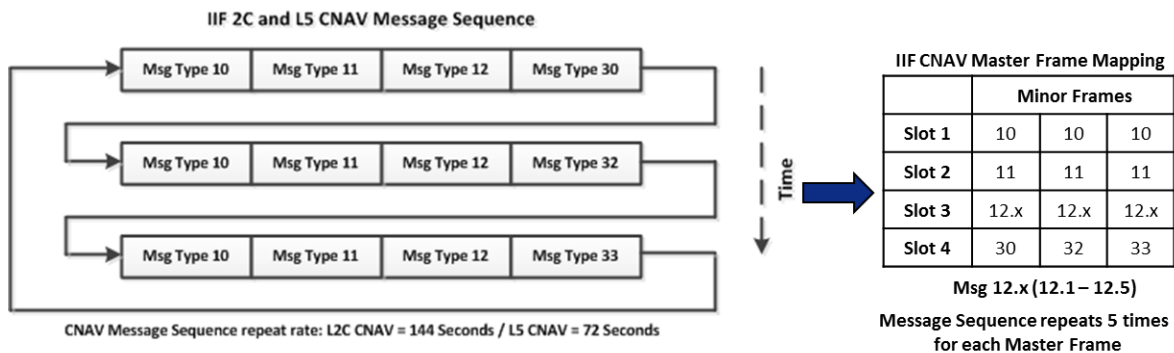 IIF 2C and L5 CNAV Message Sequence
Msg Type 10 Msg Type 11 Msg Type 12 Msg Type 30
Msg Type 10 Msg Type 11 Msg Type 12 Msg Type 32
Msg Type 10 Msg Type 11 Msg Type 12 Msg Type 33
Time
CNAV Message Sequence repeat rate: L2C CNAV = 144 Seconds / L5 CNAV = 72 Seconds
IIF CNAV Master Frame Mapping
Minor Frames
Slot 1 10 10 10
Slot 2 11 11 11
Slot 3 12.x 12.x 12.x
Slot 4 30 32 33
Msg 12.x (12.1 – 12.5)
Message Sequence repeats 5 times
for each Master Frame